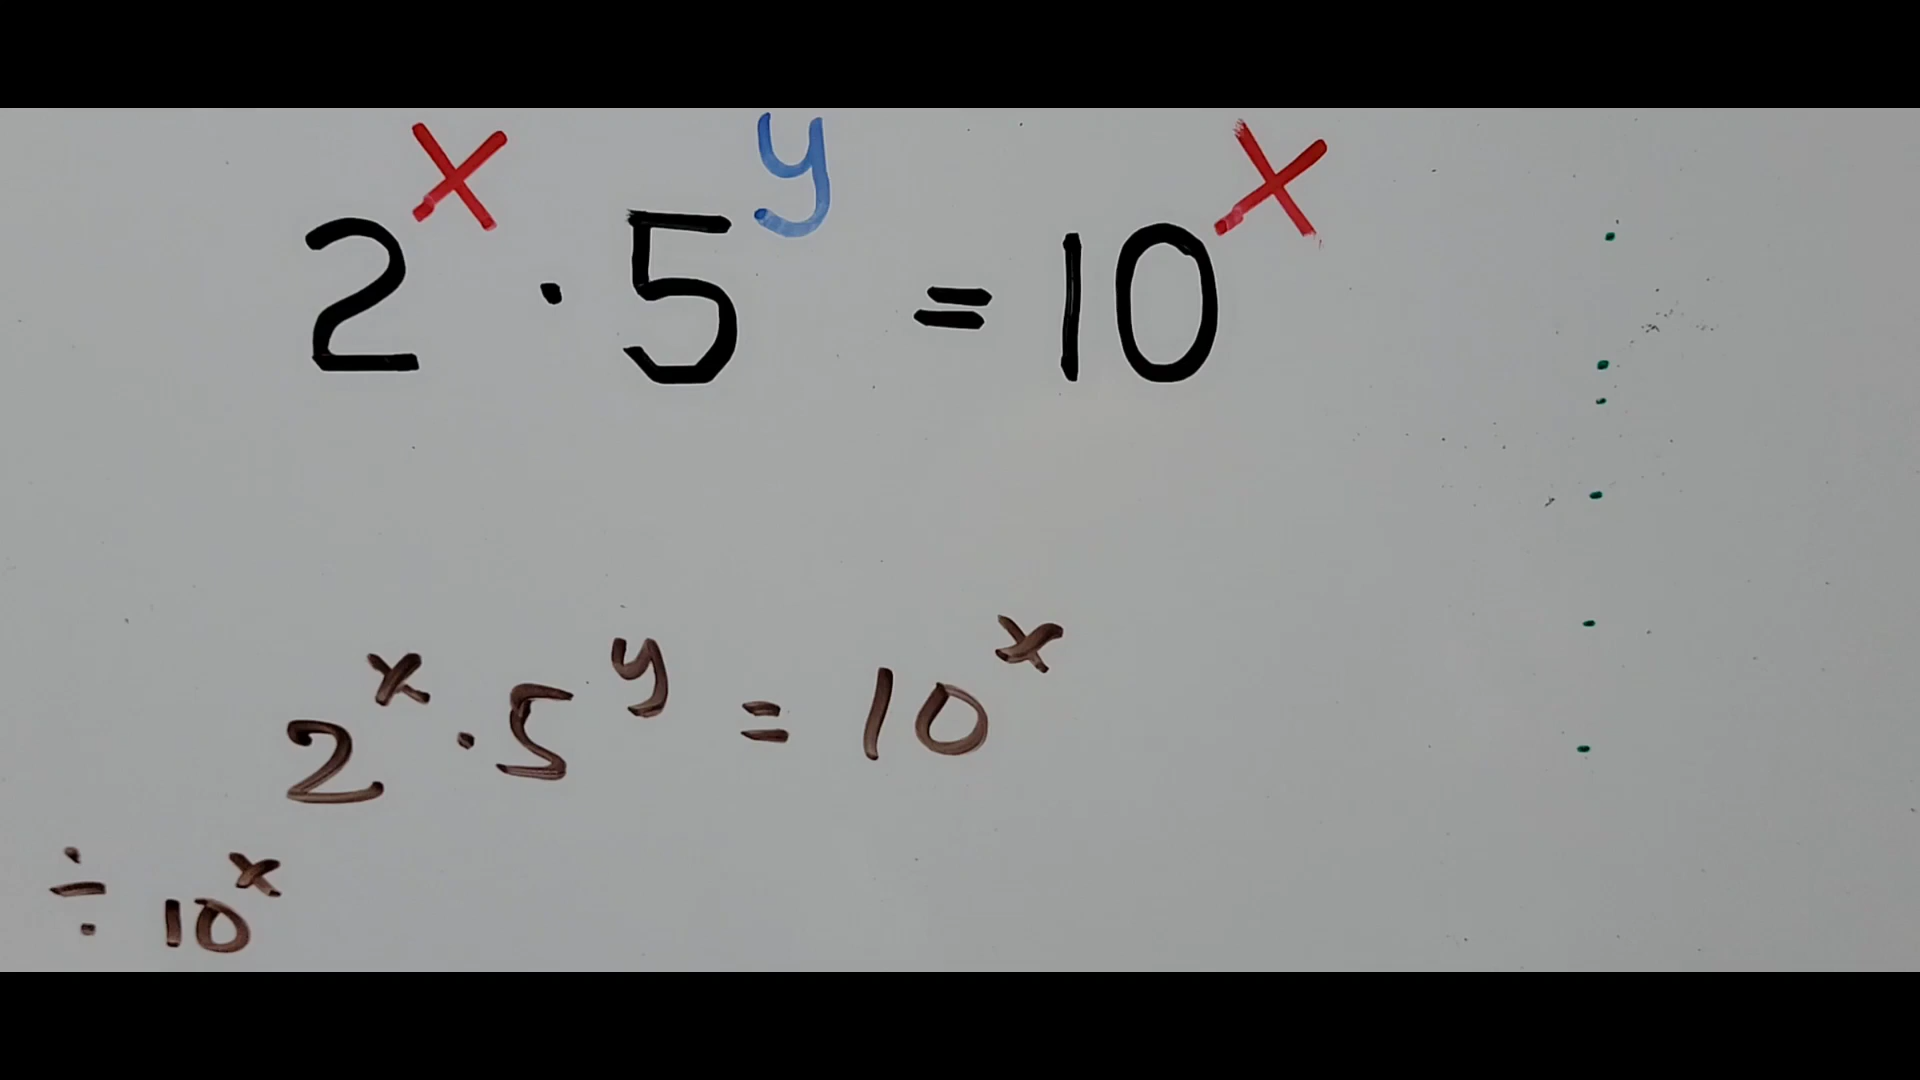 2^x · 5^y = 10^x
2^x · 5^y = 10^x
÷ 10^x